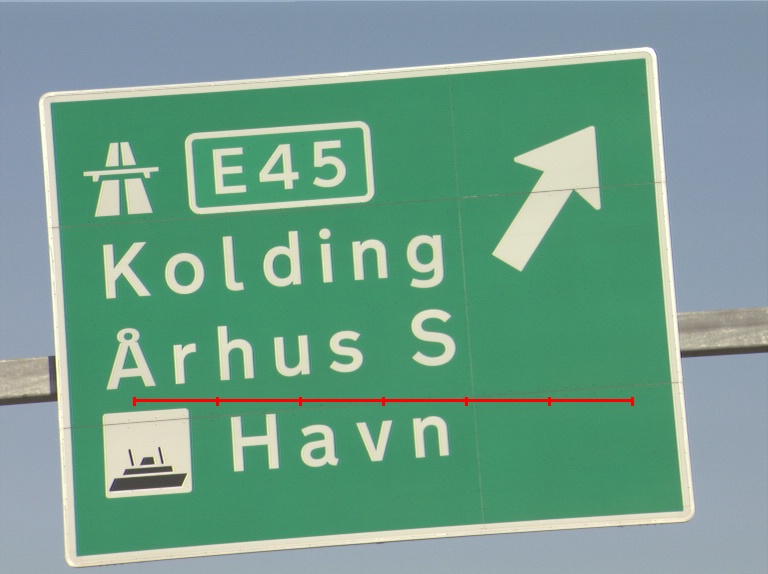 E45
Kolding
Århus S
Havn